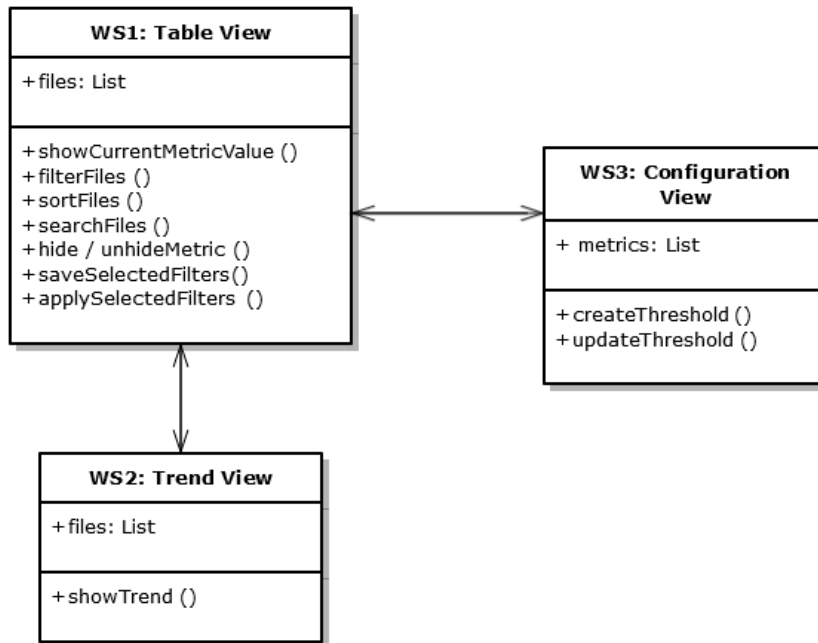 WS1: Table View
+files: List
+showCurrentMetricValue ()
+filterFiles ()
+sortFiles ()
+searchFiles ()
+hide / unhideMetric ()
+saveSelectedFilters()
+applySelectedFilters ()
WS3: Configuration
View
+ metrics: List
+createThreshold ()
+updateThreshold ()
WS2: Trend View
+files: List
+showTrend ()